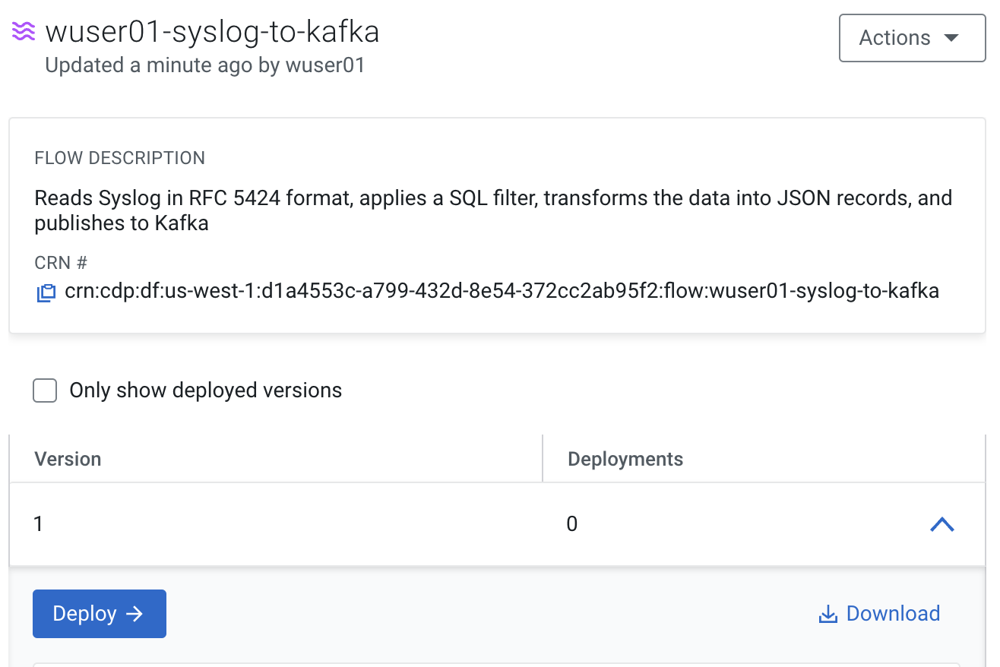 wuser01-syslog-to-kafka
Updated a minute ago by wuser01
Actions
FLOW DESCRIPTION
Reads Syslog in RFC 5424 format, applies a SQL filter, transforms the data into JSON records, and
publishes to Kafka
CRN #
crn:cdp:df:us-west-1:d1a4553c-a799-432d-8e54-372cc2ab95f2:flow:wuser01-syslog-to-kafka
Only show deployed versions
Version Deployments
1 0
Deploy Download